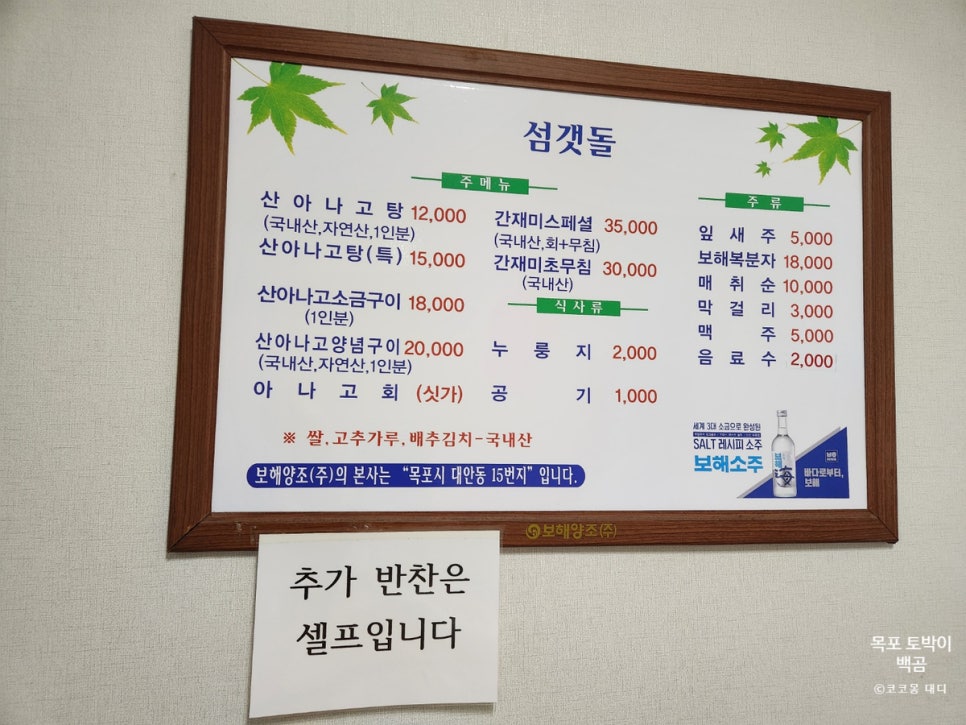 섬갯돌
주메뉴
산아나고탕 12,000
(국내산,자연산,1인분)
산아나고탕(특) 15,000
산아나고소금구이 18,000
(1인분)
산아나고양념구이 20,000
(국내산,자연산,1인분)
아나고회 (싯가)
간재미스페셜 35,000
(국내산,회+무침)
간재미초무침 30,000
(국내산)
식사류
누룽지 2,000
공기 1,000
주류
잎새주 5,000
보해복분자 18,000
매취순 10,000
막걸리 3,000
맥주 5,000
음료수 2,000
※ 쌀,고추가루,배추김치-국내산
보해양조(주)의 본사는 "목포시 대안동 15번지" 입니다.
세계 3대 소금으로 완성된
SALT 레시피 소주
보해소주
바다로부터,
보해
보해양조(주)
추가 반찬은
셀프입니다
목포 토박이
백곰
©코코몽 대디